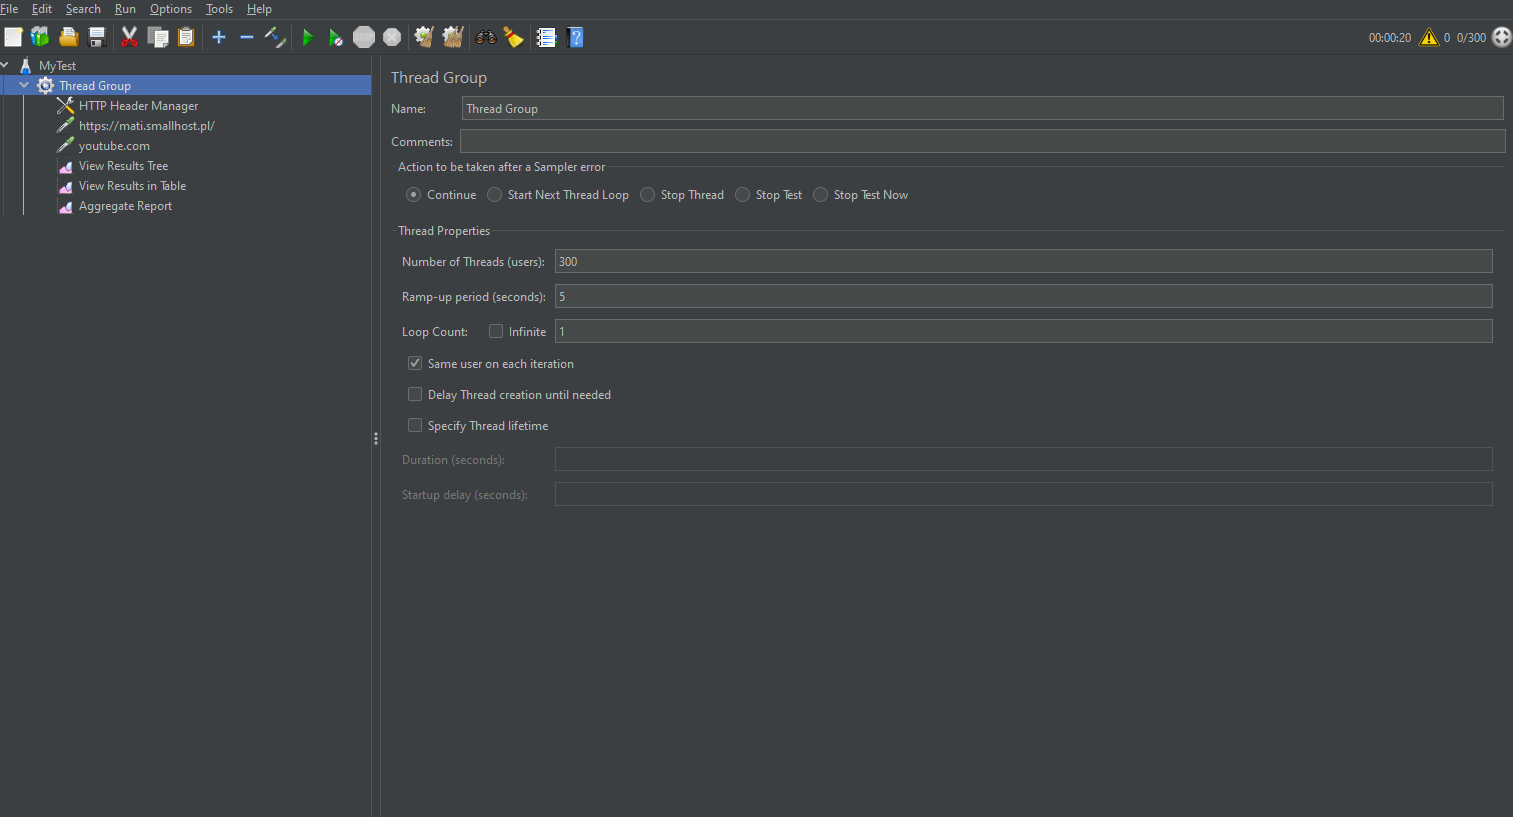 File Edit Search Run Options Tools Help
00:00:20 0 0/300
MyTest
Thread Group
HTTP Header Manager
https://mati.smallhost.pl/
youtube.com
View Results Tree
View Results in Table
Aggregate Report
Thread Group
Name: Thread Group
Comments:
Action to be taken after a Sampler error
Continue Start Next Thread Loop Stop Thread Stop Test Stop Test Now
Thread Properties
Number of Threads (users): 300
Ramp-up period (seconds): 5
Loop Count: Infinite 1
Same user on each iteration
Delay Thread creation until needed
Specify Thread lifetime
Duration (seconds):
Startup delay (seconds):